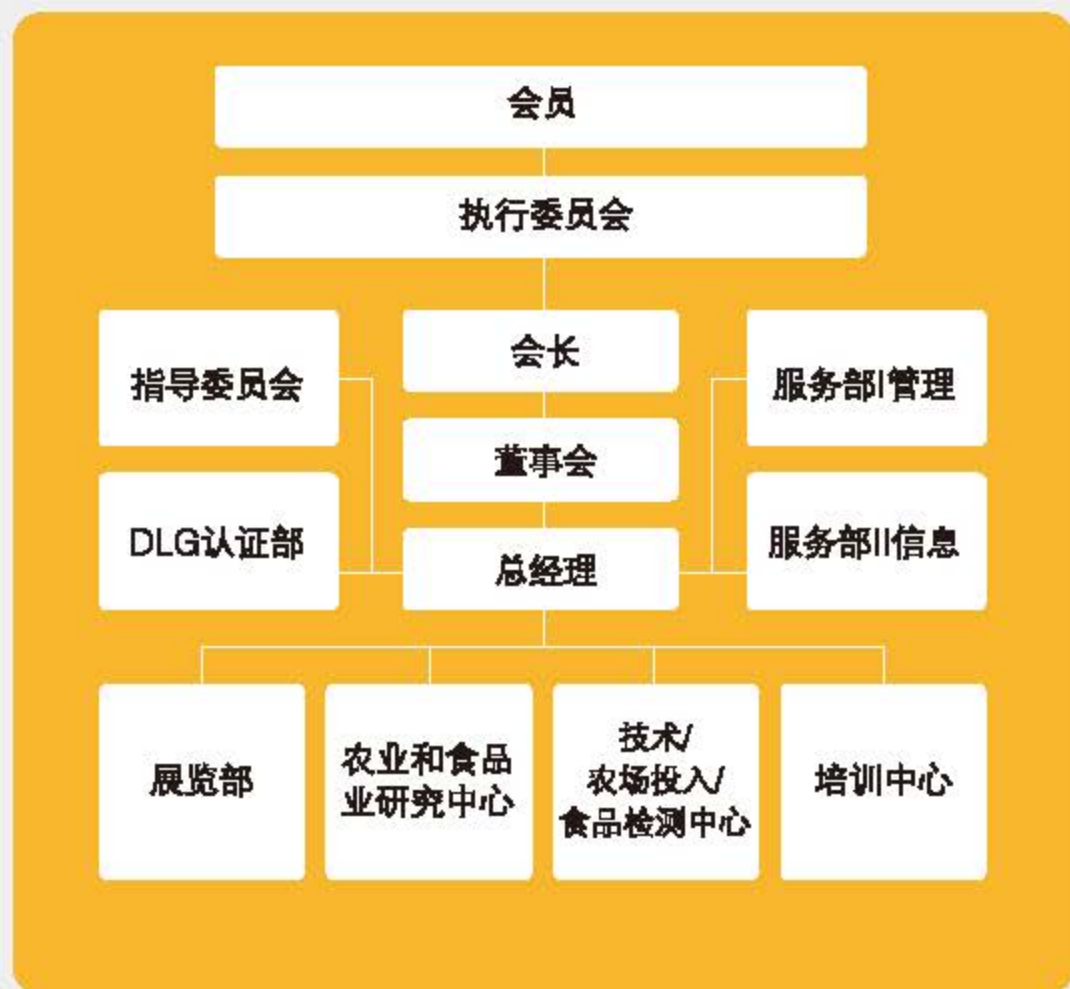 会员
执行委员会
指导委员会
会长
服务部I管理
董事会
DLG认证部
总经理
服务部II信息
展览部
农业和食品
业研究中心
技术/
农场投入/
食品检测中心
培训中心